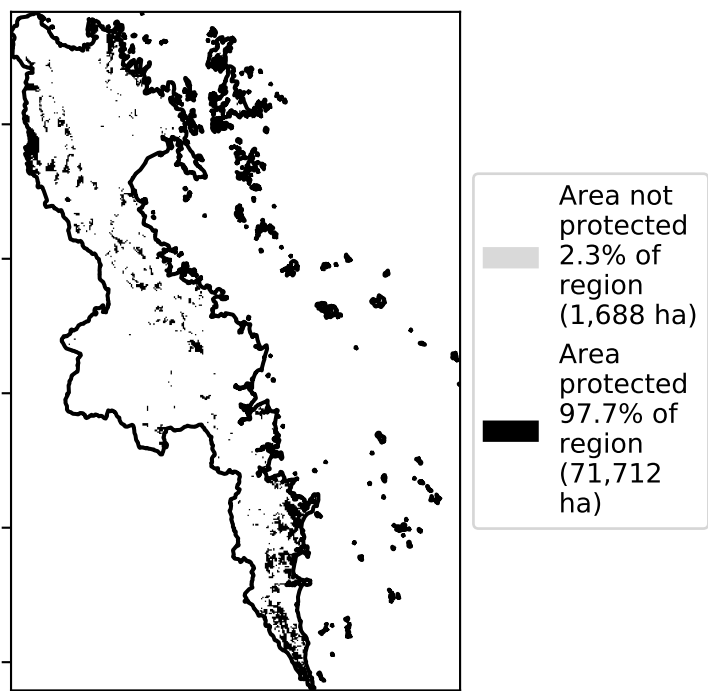 Area not
protected
2.3% of
region
(1,688 ha)
Area
protected
97.7% of
region
(71,712
ha)